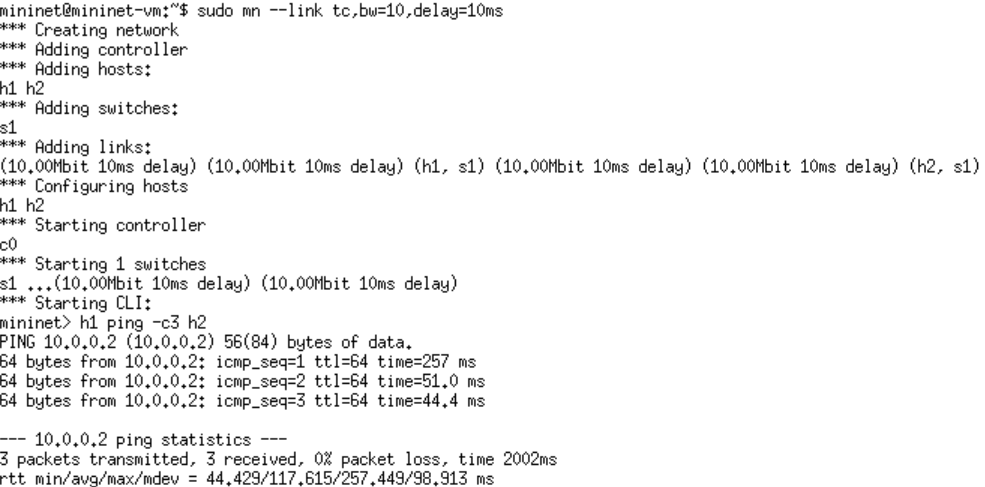 mininet@mininet-vm:~$ sudo mn --link tc,bw=10,delay=10ms
*** Creating network
*** Adding controller
*** Adding hosts:
h1 h2
*** Adding switches:
s1
*** Adding links:
(10.00Mbit 10ms delay) (10.00Mbit 10ms delay) (h1, s1) (10.00Mbit 10ms delay) (10.00Mbit 10ms delay) (h2, s1)
*** Configuring hosts
h1 h2
*** Starting controller
c0
*** Starting 1 switches
s1 ...(10.00Mbit 10ms delay) (10.00Mbit 10ms delay)
*** Starting CLI:
mininet> h1 ping -c3 h2
PING 10.0.0.2 (10.0.0.2) 56(84) bytes of data.
64 bytes from 10.0.0.2: icmp_seq=1 ttl=64 time=257 ms
64 bytes from 10.0.0.2: icmp_seq=2 ttl=64 time=51.0 ms
64 bytes from 10.0.0.2: icmp_seq=3 ttl=64 time=44.4 ms

--- 10.0.0.2 ping statistics ---
3 packets transmitted, 3 received, 0% packet loss, time 2002ms
rtt min/avg/max/mdev = 44.429/117.615/257.449/98.913 ms